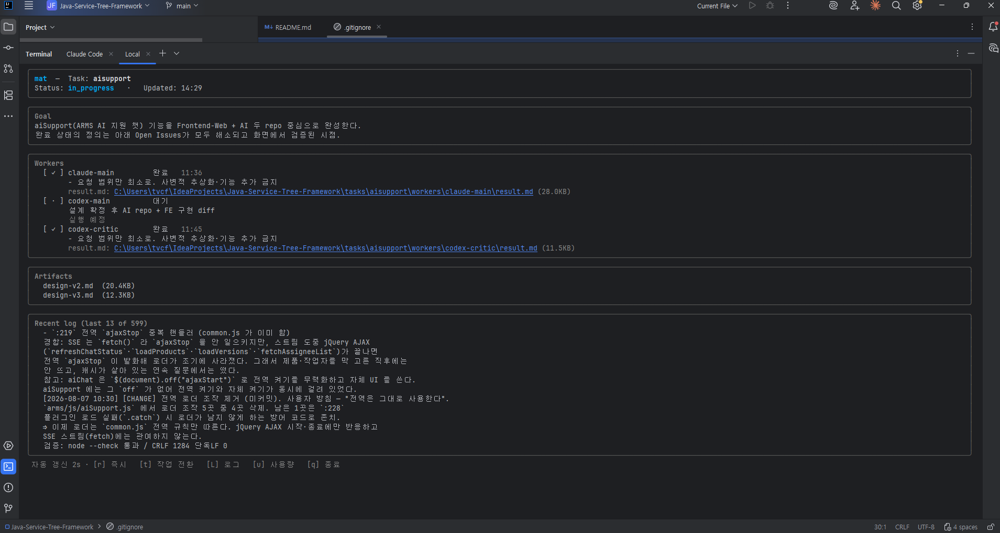 JF Java-Service-Tree-Framework main Current File
Project
M↓ README.md .gitignore
Terminal Claude Code Local
mat — Task: aisupport
Status: in_progress · Updated: 14:29
Goal
aiSupport(ARMS AI 지원 챗) 기능을 Frontend-Web + AI 두 repo 중심으로 완성한다.
완료 상태의 정의는 아래 Open Issues가 모두 해소되고 화면에서 검증된 시점.
Workers
[ ✓ ] claude-main 완료 11:36
- 요청 범위만 최소로. 사변적 추상화·기능 추가 금지
result.md: C:\Users\tvcf\IdeaProjects\Java-Service-Tree-Framework\tasks\aisupport\workers\claude-main\result.md (28.0KB)
[ · ] codex-main 대기
설계 확정 후 AI repo + FE 구현 diff
실행 예정
[ ✓ ] codex-critic 완료 11:45
- 요청 범위만 최소로. 사변적 추상화·기능 추가 금지
result.md: C:\Users\tvcf\IdeaProjects\Java-Service-Tree-Framework\tasks\aisupport\workers\codex-critic\result.md (11.5KB)
Artifacts
design-v2.md (20.4KB)
design-v3.md (12.3KB)
Recent log (last 13 of 599)
- `:219` 전역 `ajaxStop` 중복 핸들러 (common.js 가 이미 함)
경합: SSE 는 `fetch()` 라 `ajaxStop` 을 안 일으키지만, 스트림 도중 jQuery AJAX
(`refreshChatStatus`·`loadProducts`·`loadVersions`·`fetchAssigneeList`)가 끝나면
전역 `ajaxStop` 이 발화해 로더가 조기에 사라졌다. 그래서 제품·작업자를 막 고른 직후에는
안 뜨고, 캐시가 살아 있는 연속 질문에서는 떴다.
참고: aiChat 은 `$(document).off("ajaxStart")` 로 전역 켜기를 무력화하고 자체 UI 를 쓴다.
aiSupport 에는 그 `off` 가 없어 전역 켜기와 자체 켜기가 동시에 걸려 있었다.
[2026-08-07 10:30] [CHANGE] 전역 로더 조작 제거 (미커밋). 사용자 방침 — "전역은 그대로 사용한다".
`arms/js/aiSupport.js` 에서 로더 조작 5곳 중 4곳 삭제. 남은 1곳은 `:228`
플러그인 로드 실패(`.catch`) 시 로더가 남지 않게 하는 방어 코드로 존치.
⇒ 이제 로더는 `common.js` 전역 규칙만 따른다. jQuery AJAX 시작·종료에만 반응하고
SSE 스트림(fetch)에는 관여하지 않는다.
검증: node --check 통과 / CRLF 1284 단독LF 0
자동 갱신 2s · [r] 즉시 [t] 작업 전환 [L] 로그 [u] 사용량 [q] 종료
Java-Service-Tree-Framework .gitignore 30:1 CRLF UTF-8 4 spaces